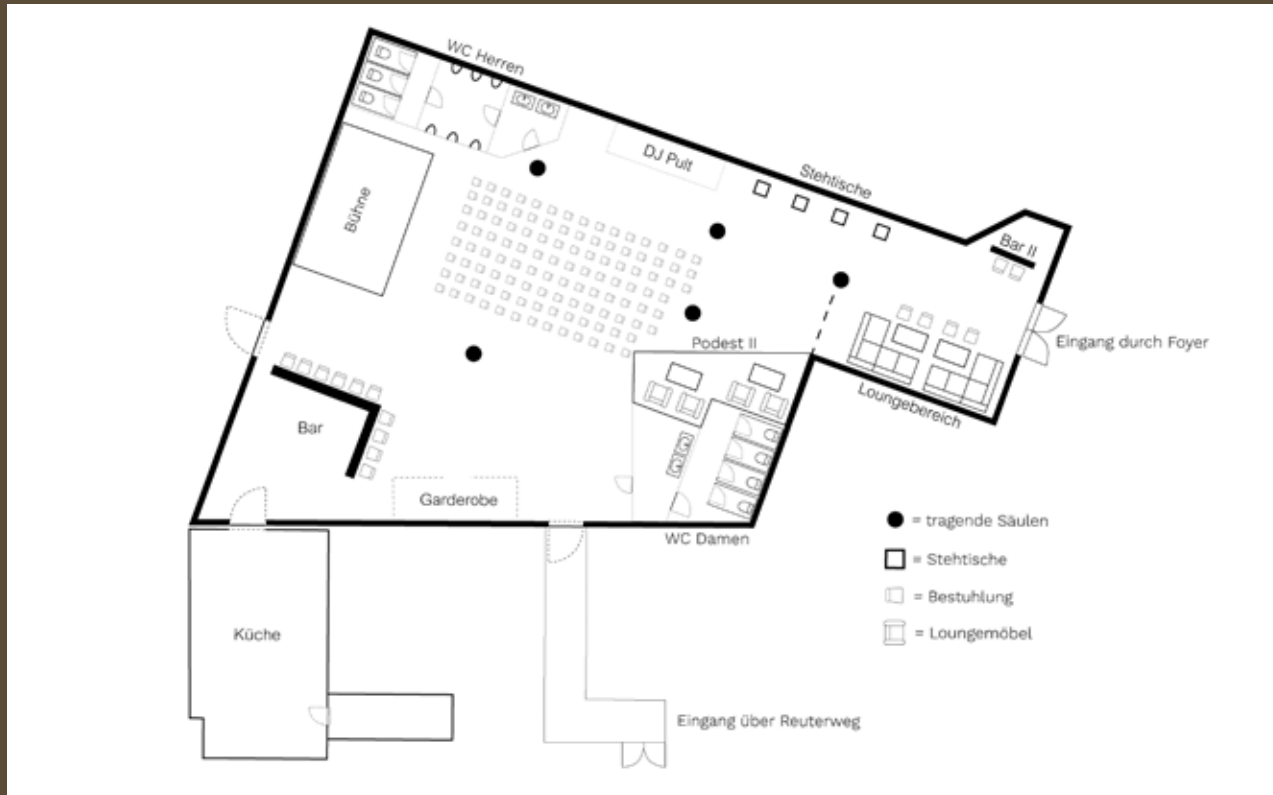 WC Herren
DJ Pult
Stehtische
Bühne
Bar II
Eingang durch Foyer
Podest II
Loungebereich
Bar
Garderobe
WC Damen
= tragende Säulen
= Stehtische
= Bestuhlung
= Loungemöbel
Küche
Eingang über Reuterweg